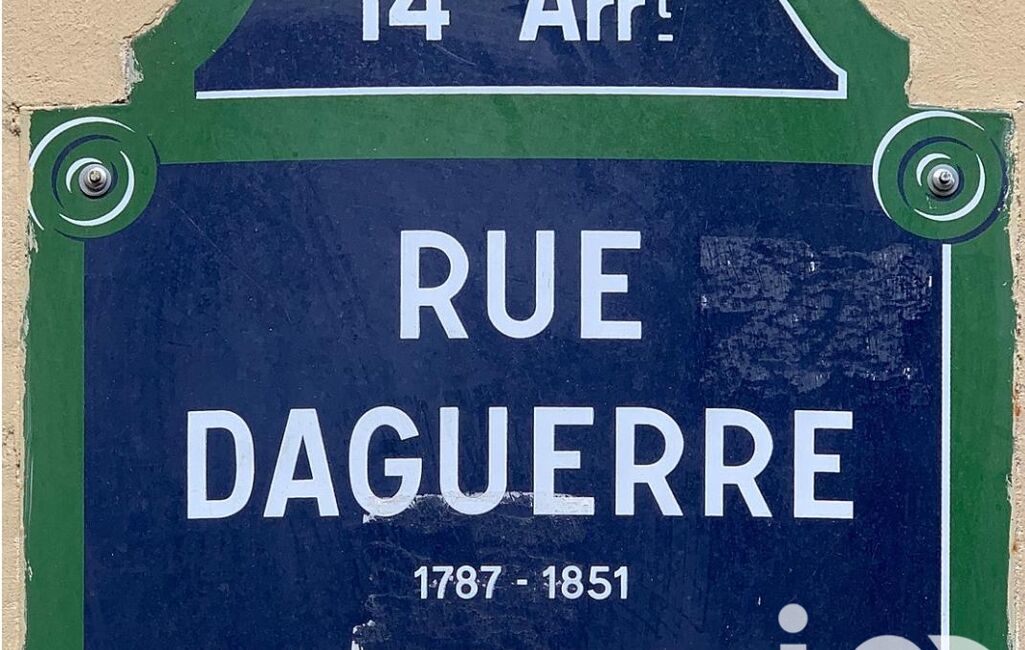 14 Arrt
RUE
DAGUERRE
1787 - 1851